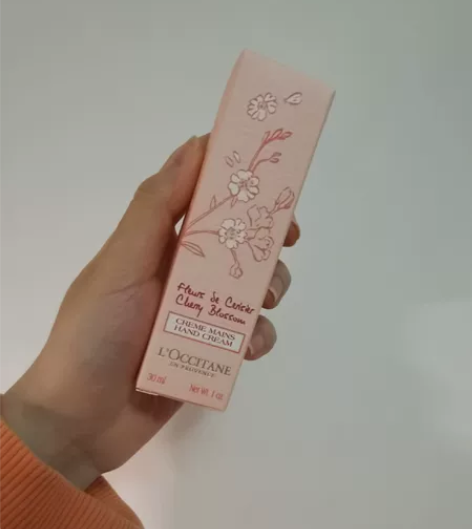 Fleurs de Cerisier
Cherry Blossom
CRÈME MAINS
HAND CREAM
L'OCCITANE
EN PROVENCE
30 ml
Net Wt. 1 oz.